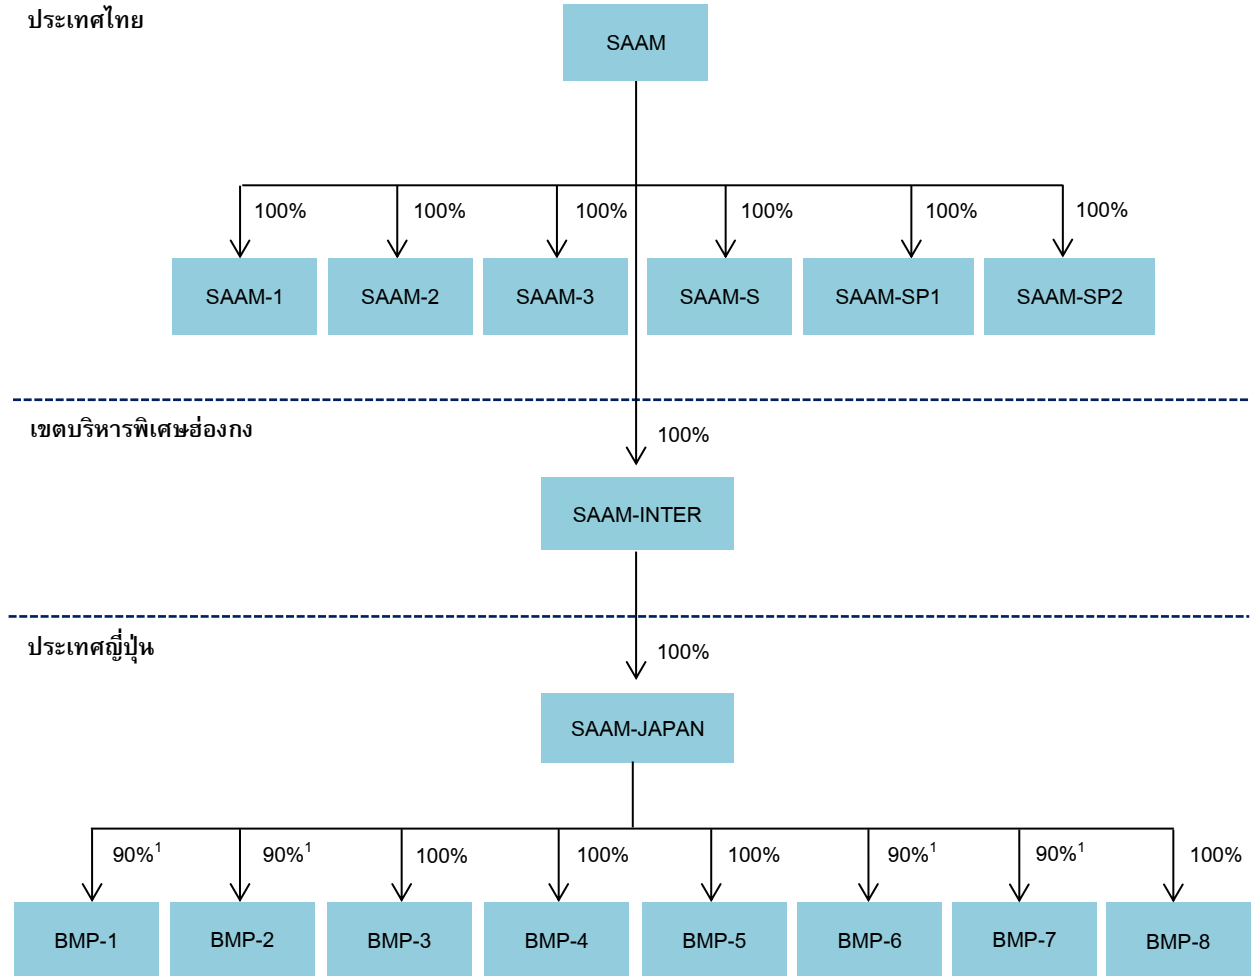 ประเทศไทย
SAAM
100% 100% 100% 100% 100% 100%
SAAM-1 SAAM-2 SAAM-3 SAAM-S SAAM-SP1 SAAM-SP2
เขตบริหารพิเศษฮ่องกง
100%
SAAM-INTER
ประเทศญี่ปุ่น
100%
SAAM-JAPAN
90%¹ 90%¹ 100% 100% 100% 90%¹ 90%¹ 100%
BMP-1 BMP-2 BMP-3 BMP-4 BMP-5 BMP-6 BMP-7 BMP-8